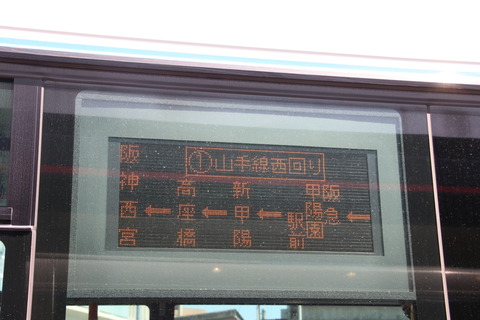 ①山手線西回り
阪神西宮 ← 高座橋 ← 新甲陽 ← 阪急甲陽園駅前 ←